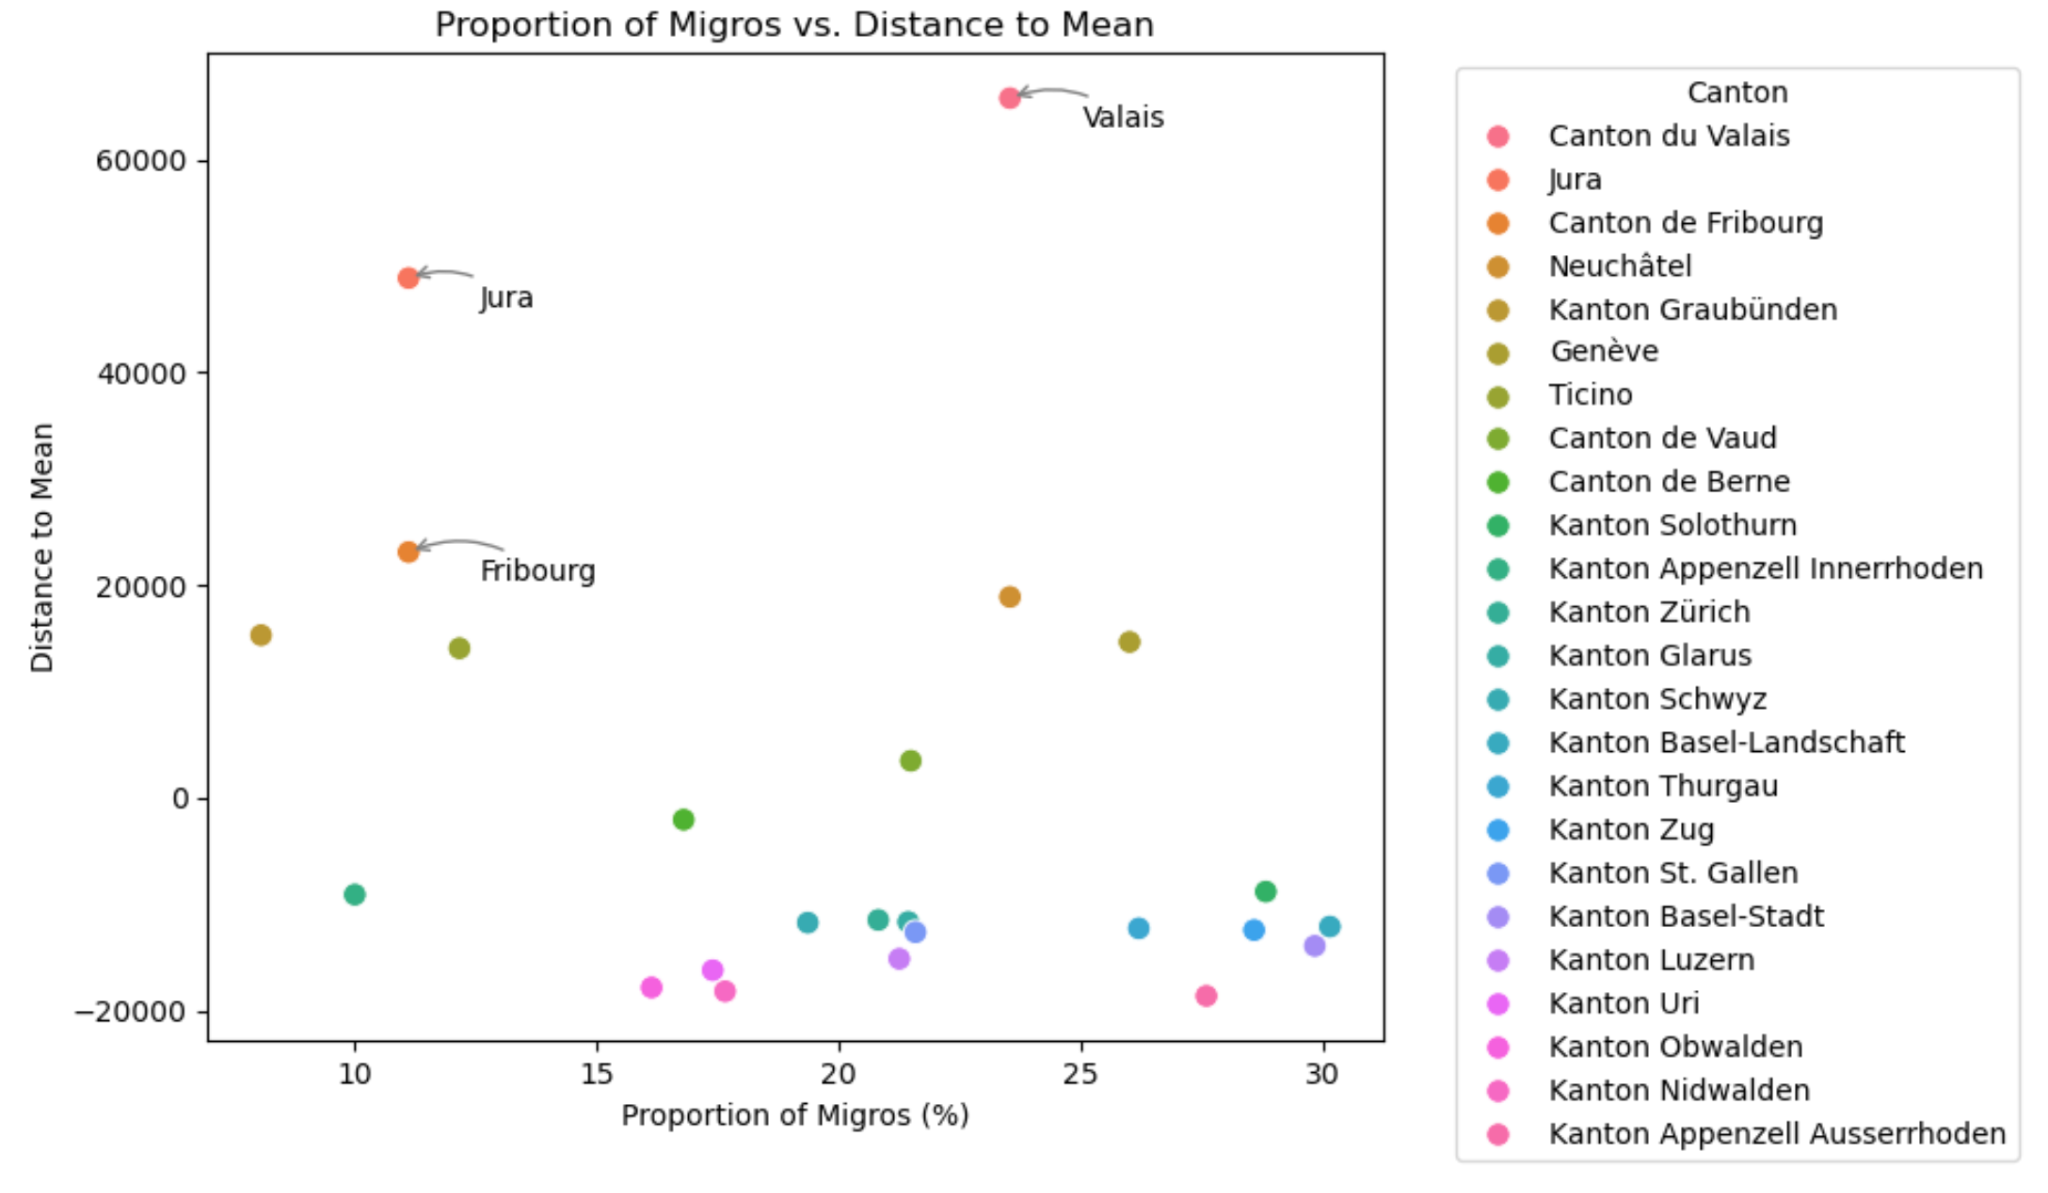 Proportion of Migros vs. Distance to Mean
Distance to Mean
60000
40000
20000
0
−20000
Valais
Jura
Fribourg
10
15
20
25
30
Proportion of Migros (%)
Canton
Canton du Valais
Jura
Canton de Fribourg
Neuchâtel
Kanton Graubünden
Genève
Ticino
Canton de Vaud
Canton de Berne
Kanton Solothurn
Kanton Appenzell Innerrhoden
Kanton Zürich
Kanton Glarus
Kanton Schwyz
Kanton Basel-Landschaft
Kanton Thurgau
Kanton Zug
Kanton St. Gallen
Kanton Basel-Stadt
Kanton Luzern
Kanton Uri
Kanton Obwalden
Kanton Nidwalden
Kanton Appenzell Ausserrhoden